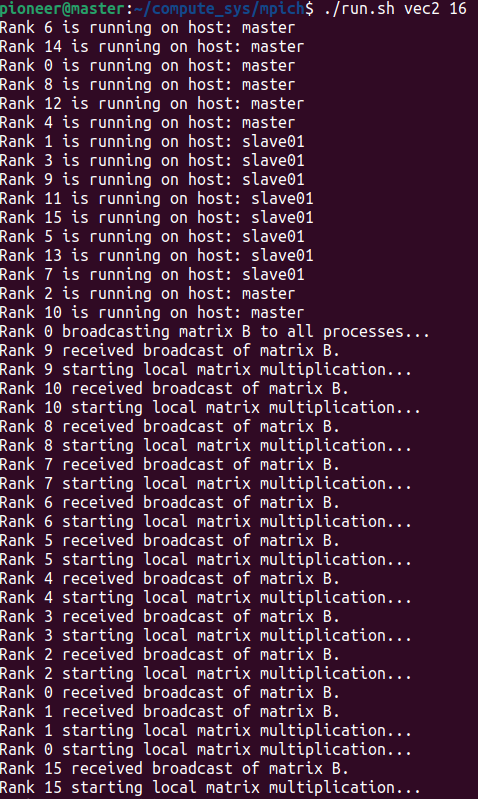 pioneer@master:~/compute_sys/mpich$ ./run.sh vec2 16
Rank 6 is running on host: master
Rank 14 is running on host: master
Rank 0 is running on host: master
Rank 8 is running on host: master
Rank 12 is running on host: master
Rank 4 is running on host: master
Rank 1 is running on host: slave01
Rank 3 is running on host: slave01
Rank 9 is running on host: slave01
Rank 11 is running on host: slave01
Rank 15 is running on host: slave01
Rank 5 is running on host: slave01
Rank 13 is running on host: slave01
Rank 7 is running on host: slave01
Rank 2 is running on host: master
Rank 10 is running on host: master
Rank 0 broadcasting matrix B to all processes...
Rank 9 received broadcast of matrix B.
Rank 9 starting local matrix multiplication...
Rank 10 received broadcast of matrix B.
Rank 10 starting local matrix multiplication...
Rank 8 received broadcast of matrix B.
Rank 8 starting local matrix multiplication...
Rank 7 received broadcast of matrix B.
Rank 7 starting local matrix multiplication...
Rank 6 received broadcast of matrix B.
Rank 6 starting local matrix multiplication...
Rank 5 received broadcast of matrix B.
Rank 5 starting local matrix multiplication...
Rank 4 received broadcast of matrix B.
Rank 4 starting local matrix multiplication...
Rank 3 received broadcast of matrix B.
Rank 3 starting local matrix multiplication...
Rank 2 received broadcast of matrix B.
Rank 2 starting local matrix multiplication...
Rank 0 received broadcast of matrix B.
Rank 1 received broadcast of matrix B.
Rank 1 starting local matrix multiplication...
Rank 0 starting local matrix multiplication...
Rank 15 received broadcast of matrix B.
Rank 15 starting local matrix multiplication...